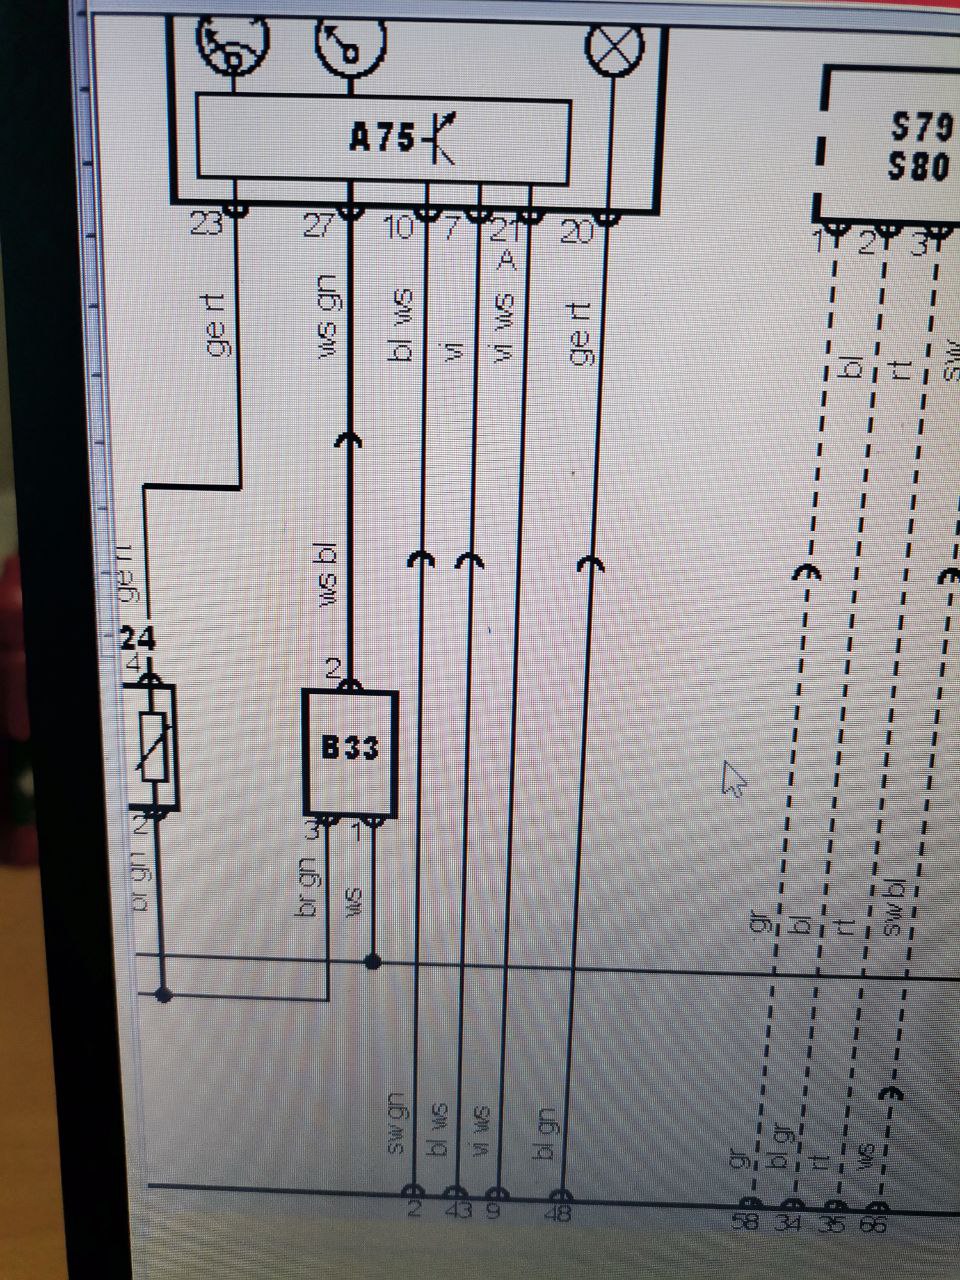 A75
S79
S80
23 27 10 7 21 20 1 2 3
A
ge rt ws gn bl ws vi vi ws ge rt bl rt sw
ge rt ws bl
24
4 2
B33
2 3 1
br gn br gn ws gr bl rt sw bl
sw gn bl ws vi ws bl gn gr bl gr rt ws
2 43 9 48 58 34 35 66